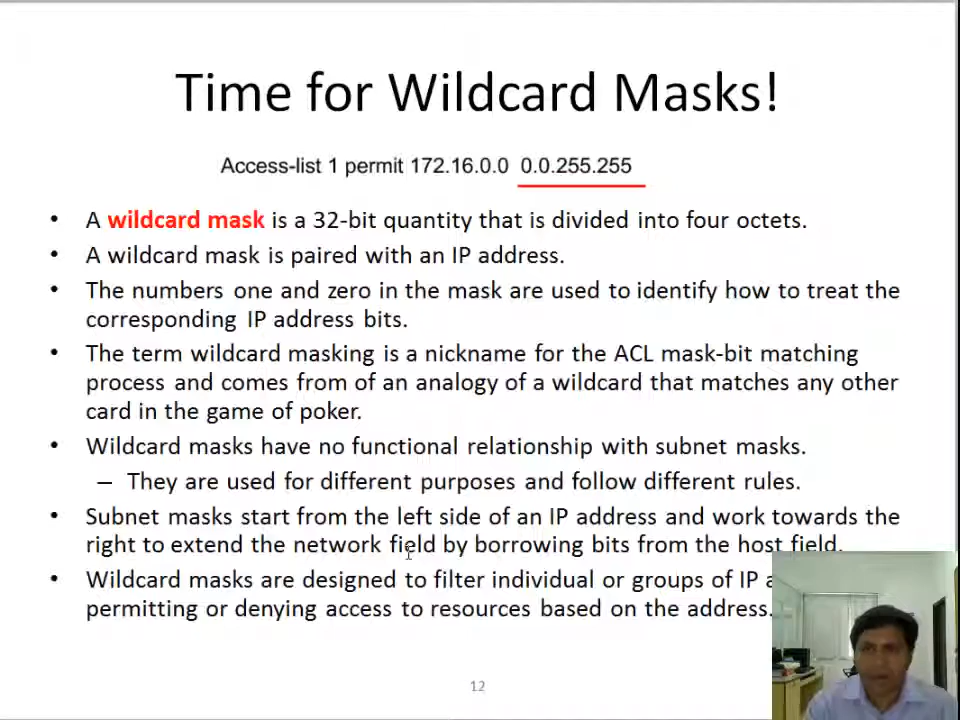 Time for Wildcard Masks!
Access-list 1 permit 172.16.0.0 0.0.255.255
• A wildcard mask is a 32-bit quantity that is divided into four octets.
• A wildcard mask is paired with an IP address.
• The numbers one and zero in the mask are used to identify how to treat the
corresponding IP address bits.
• The term wildcard masking is a nickname for the ACL mask-bit matching
process and comes from of an analogy of a wildcard that matches any other
card in the game of poker.
• Wildcard masks have no functional relationship with subnet masks.
– They are used for different purposes and follow different rules.
• Subnet masks start from the left side of an IP address and work towards the
right to extend the network field by borrowing bits from the host field.
• Wildcard masks are designed to filter individual or groups of IP
permitting or denying access to resources based on the address.
12